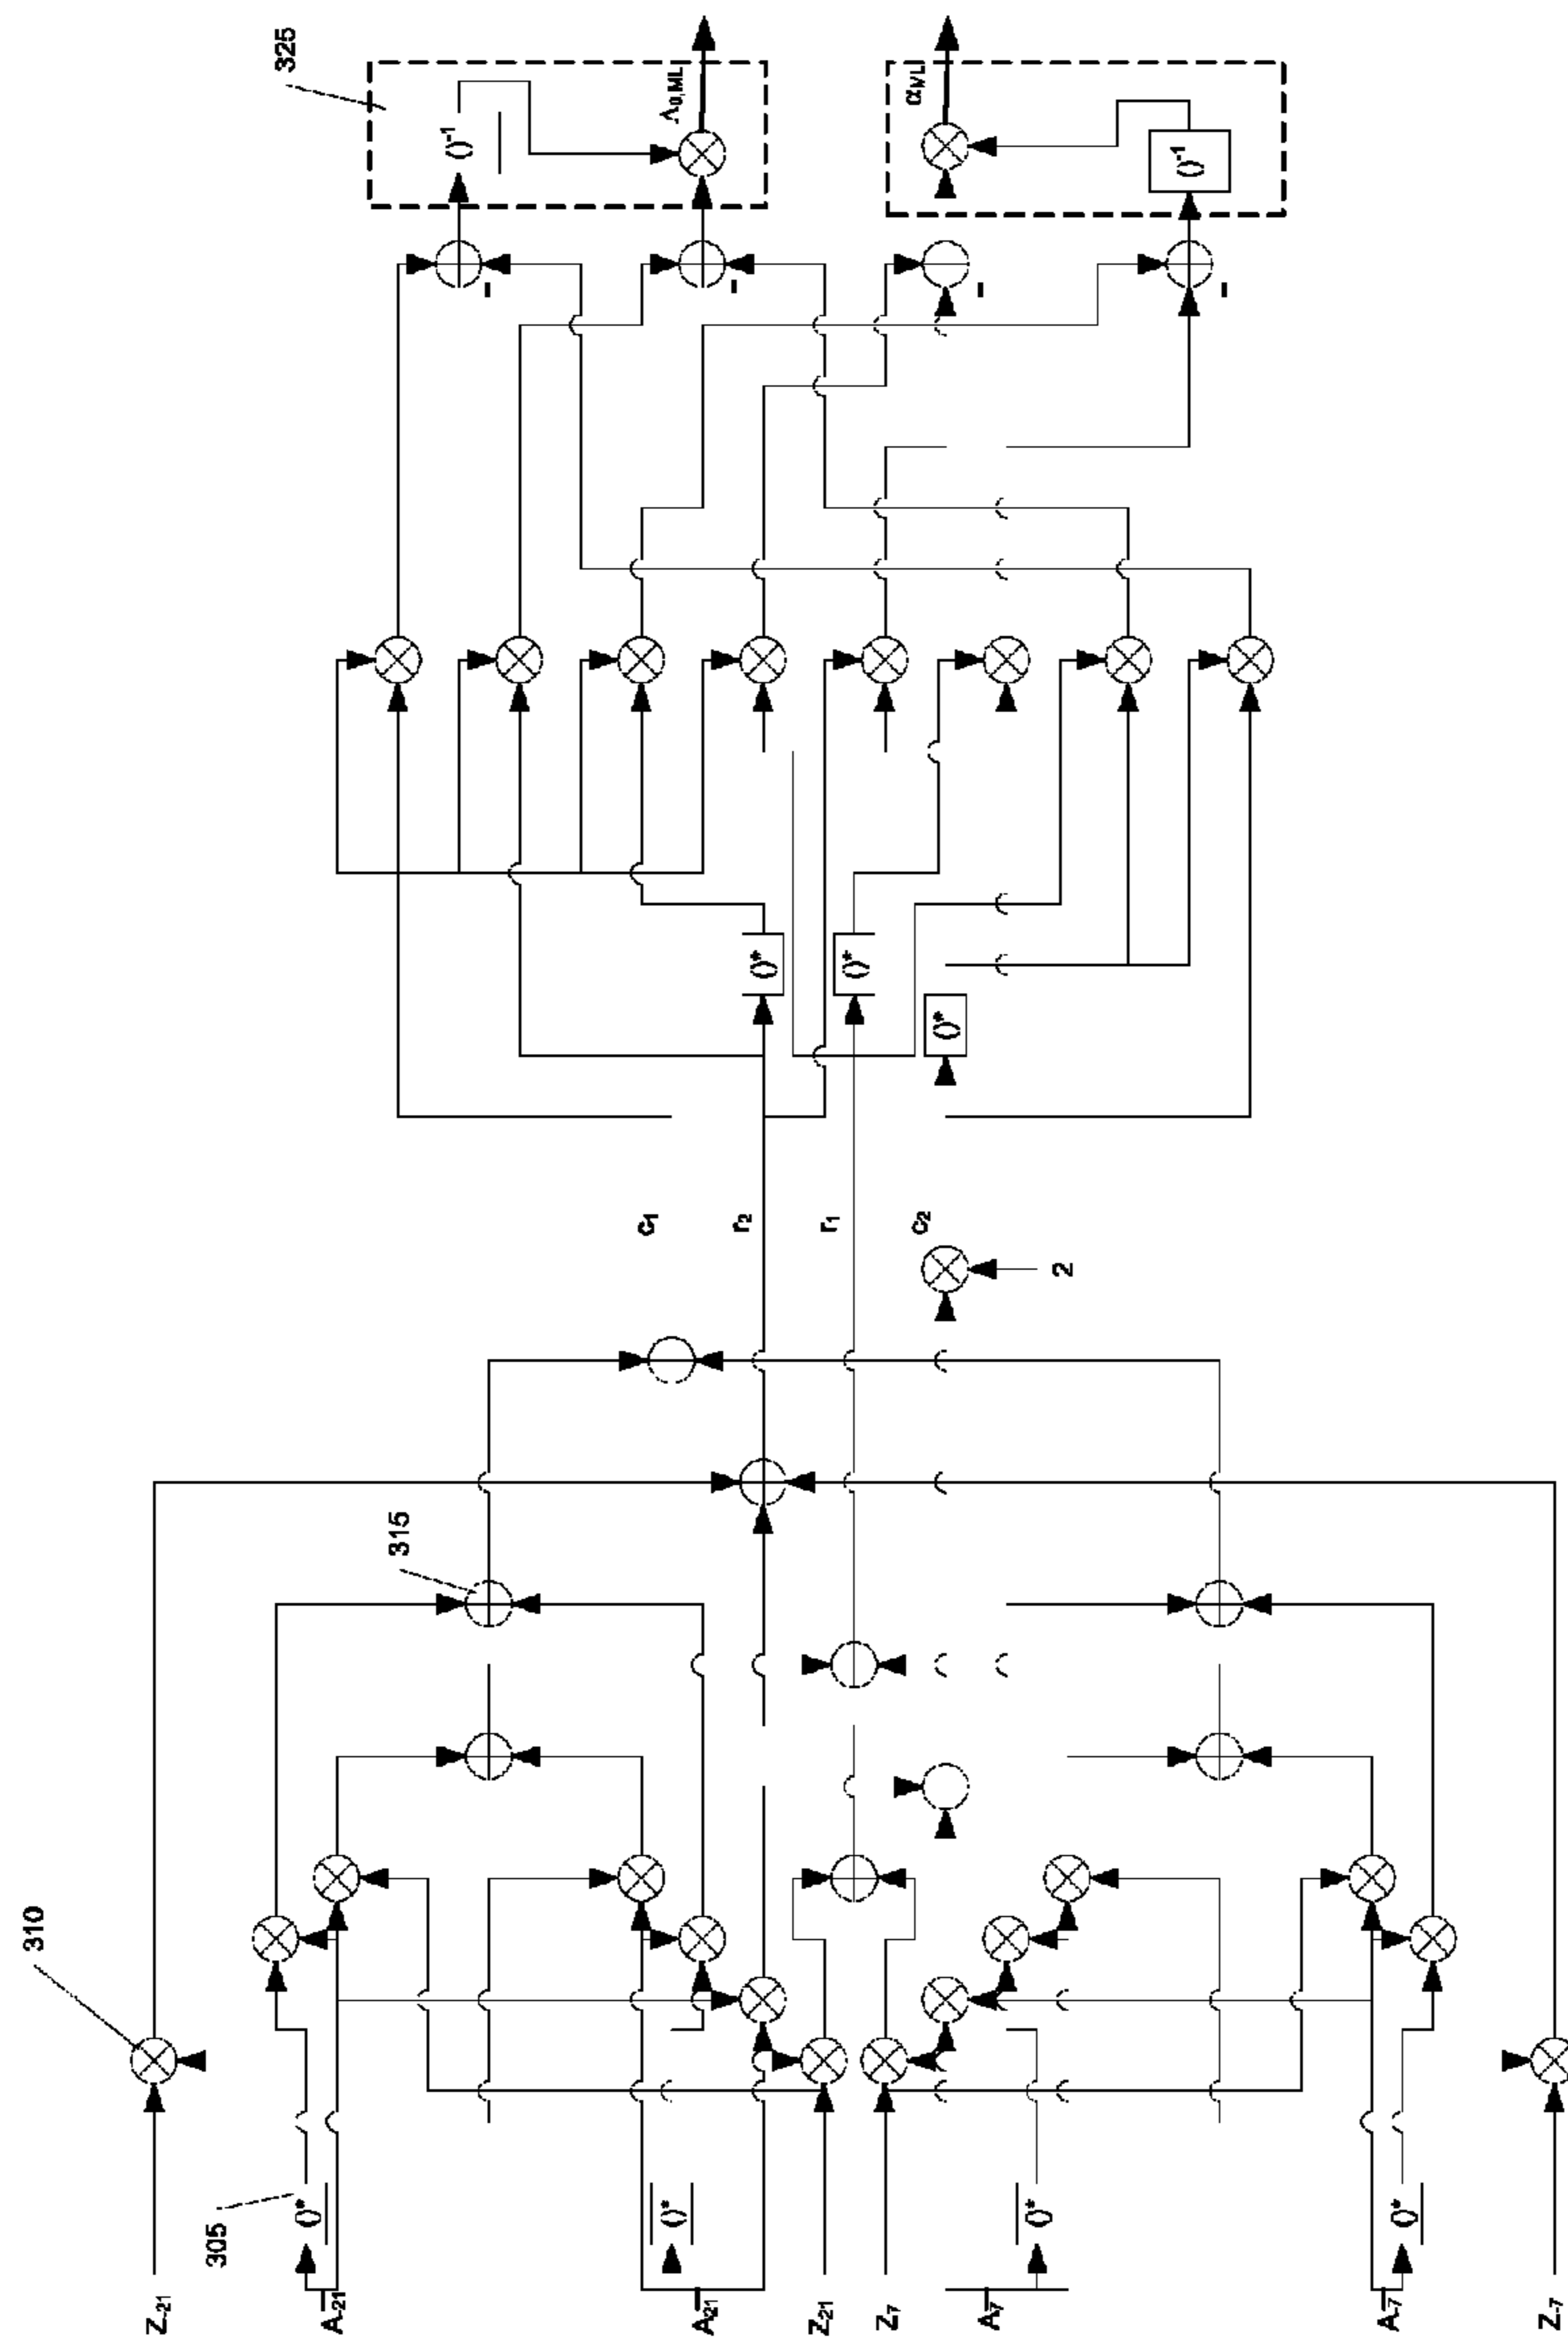 325
()⁻¹
Λ₀,ML
α_ML
()⁻¹
()*
()*
()*
c₁
r₂
r₁
c₂
2
315
310
305
()*
()*
()*
()*
Z₋₂₁
A₋₂₁
A₂₁
Z₂₁
Z₇
A₇
A₋₇
Z₋₇